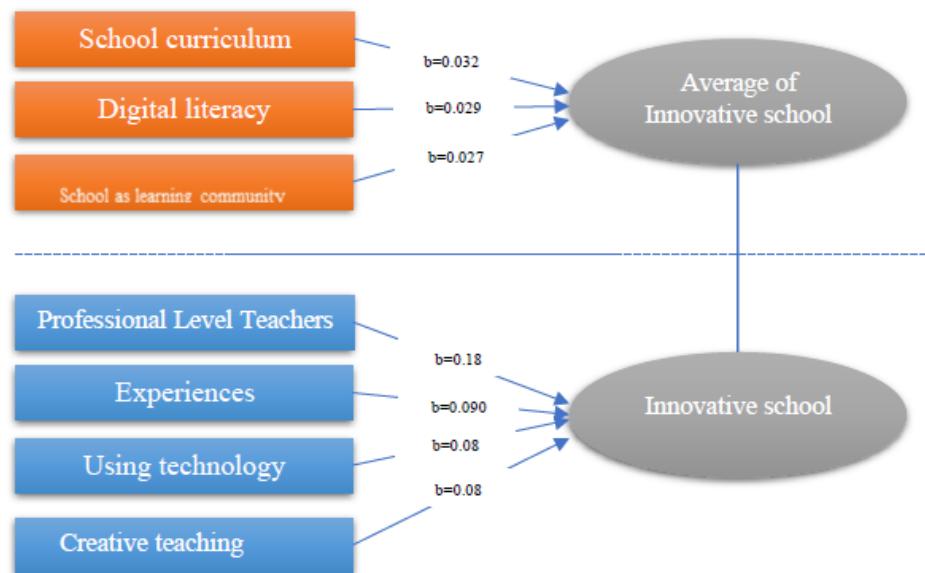 School curriculum
b=0.032
Digital literacy
b=0.029
School as learning community
b=0.027
Average of
Innovative school
Professional Level Teachers
b=0.18
Experiences
b=0.090
Using technology
b=0.08
Creative teaching
b=0.08
Innovative school